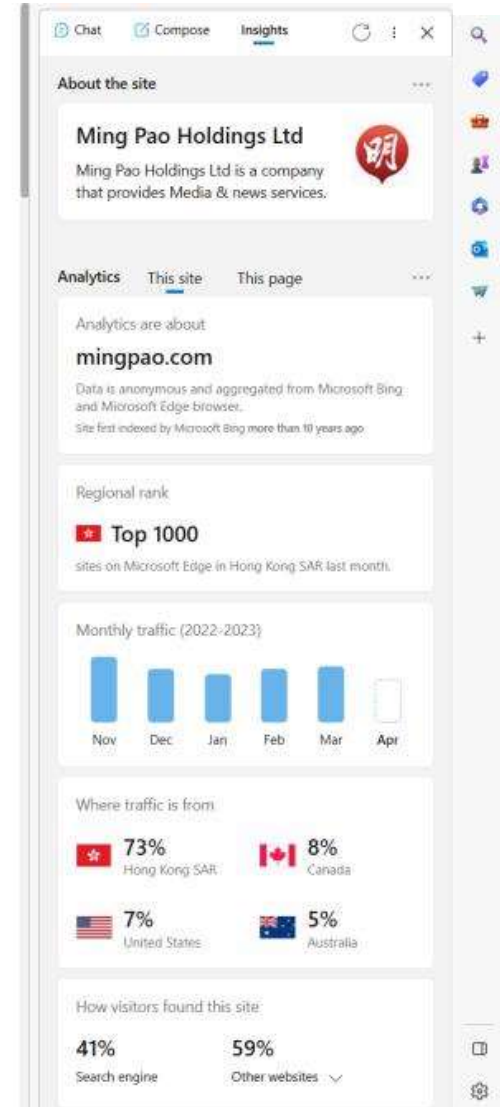 Chat Compose Insights
About the site
Ming Pao Holdings Ltd
Ming Pao Holdings Ltd is a company
that provides Media & news services.
明
Analytics This site This page
Analytics are about
mingpao.com
Data is anonymous and aggregated from Microsoft Bing
and Microsoft Edge browser.
Site first indexed by Microsoft Bing more than 10 years ago
Regional rank
Top 1000
sites on Microsoft Edge in Hong Kong SAR last month.
Monthly traffic (2022-2023)
Nov Dec Jan Feb Mar Apr
Where traffic is from
73% 8%
Hong Kong SAR Canada
7% 5%
United States Australia
How visitors found this site
41% 59%
Search engine Other websites